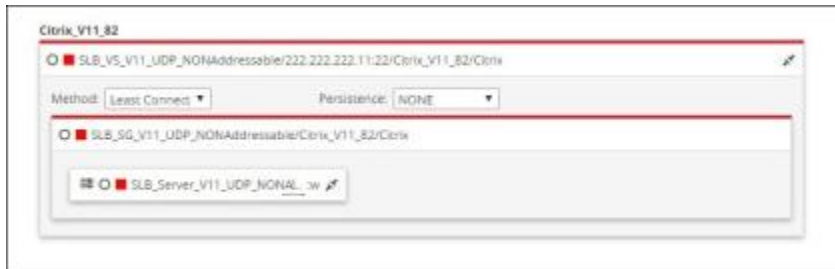 Citrix_V11_82
SLB_VS_V11_UDP_NONAddressable/222.222.222.11:22/Citrix_V11_82/Citrix
Method: Least Connect ▼ Persistence: NONE ▼
SLB_SG_V11_UDP_NONAddressable/Citrix_V11_82/Citrix
SLB_Server_V11_UDP_NONAL.. :w